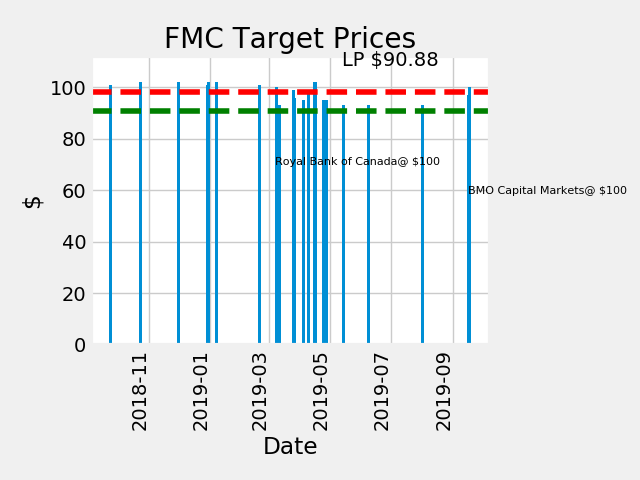 FMC Target Prices
LP $90.88
100
80
60
40
20
0
$
Royal Bank of Canada@ $100
BMO Capital Markets@ $100
2018-11
2019-01
2019-03
2019-05
2019-07
2019-09
Date